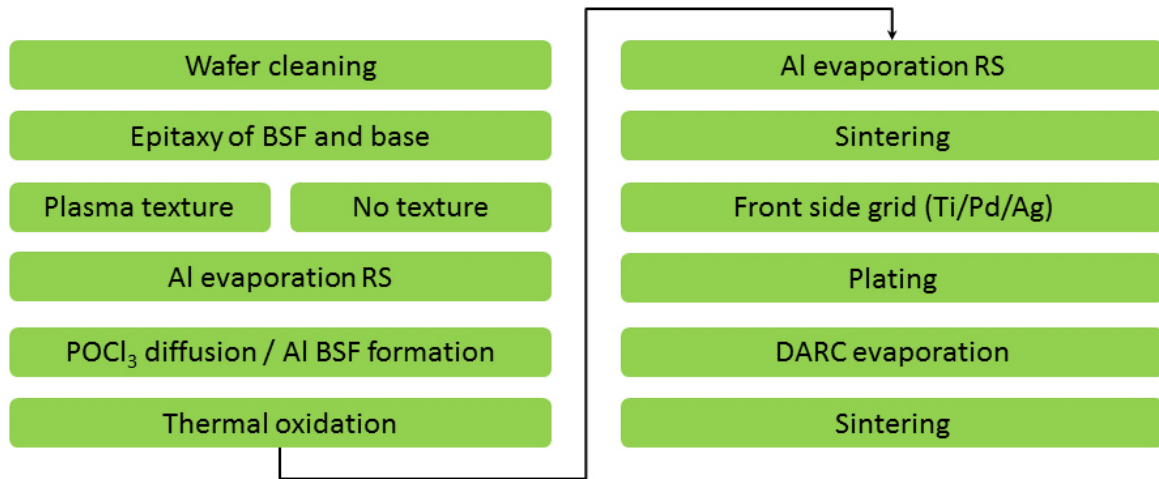 Wafer cleaning
Epitaxy of BSF and base
Plasma texture
No texture
Al evaporation RS
POCl₃ diffusion / Al BSF formation
Thermal oxidation
Al evaporation RS
Sintering
Front side grid (Ti/Pd/Ag)
Plating
DARC evaporation
Sintering